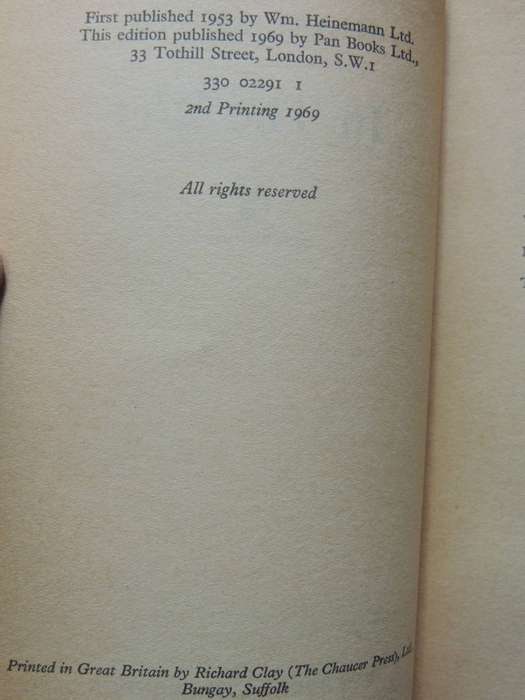 First published 1953 by Wm. Heinemann Ltd.
This edition published 1969 by Pan Books Ltd.,
33 Tothill Street, London, S.W.1
330 02291 1
2nd Printing 1969
All rights reserved
Printed in Great Britain by Richard Clay (The Chaucer Press), Ltd.
Bungay, Suffolk